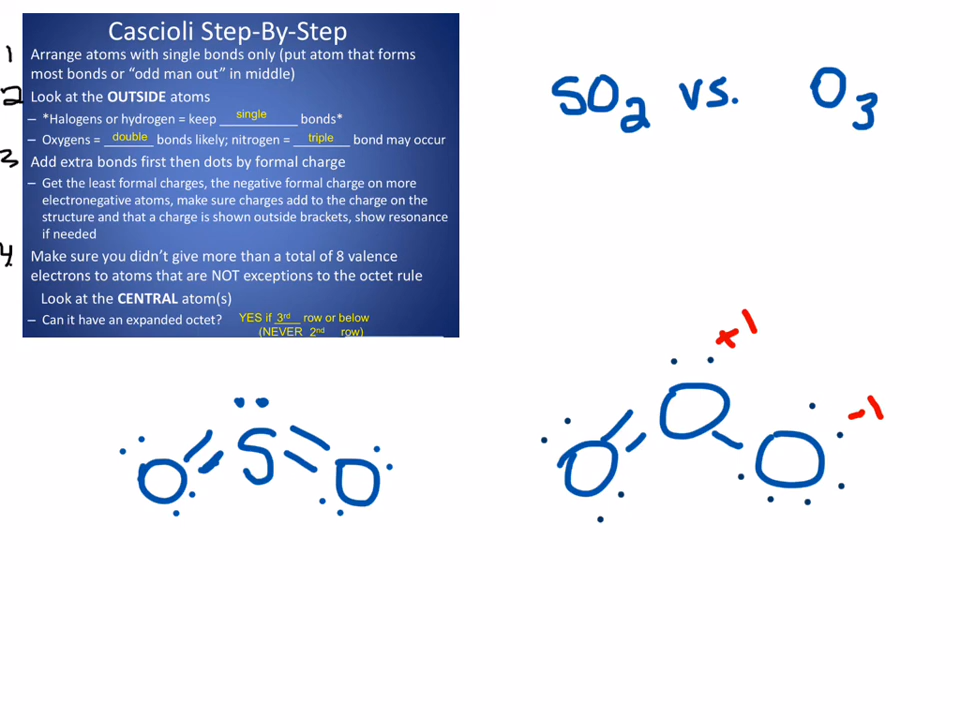 Cascioli Step-By-Step
1 Arrange atoms with single bonds only (put atom that forms
most bonds or “odd man out” in middle)
2 Look at the OUTSIDE atoms
– *Halogens or hydrogen = keep single bonds*
– Oxygens = double bonds likely; nitrogen = triple bond may occur
3 Add extra bonds first then dots by formal charge
– Get the least formal charges, the negative formal charge on more
electronegative atoms, make sure charges add to the charge on the
structure and that a charge is shown outside brackets, show resonance
if needed
4 Make sure you didn’t give more than a total of 8 valence
electrons to atoms that are NOT exceptions to the octet rule
Look at the CENTRAL atom(s)
– Can it have an expanded octet? YES if 3rd row or below
(NEVER 2nd row)
SO2 vs. O3
O S O
+1
O O O -1